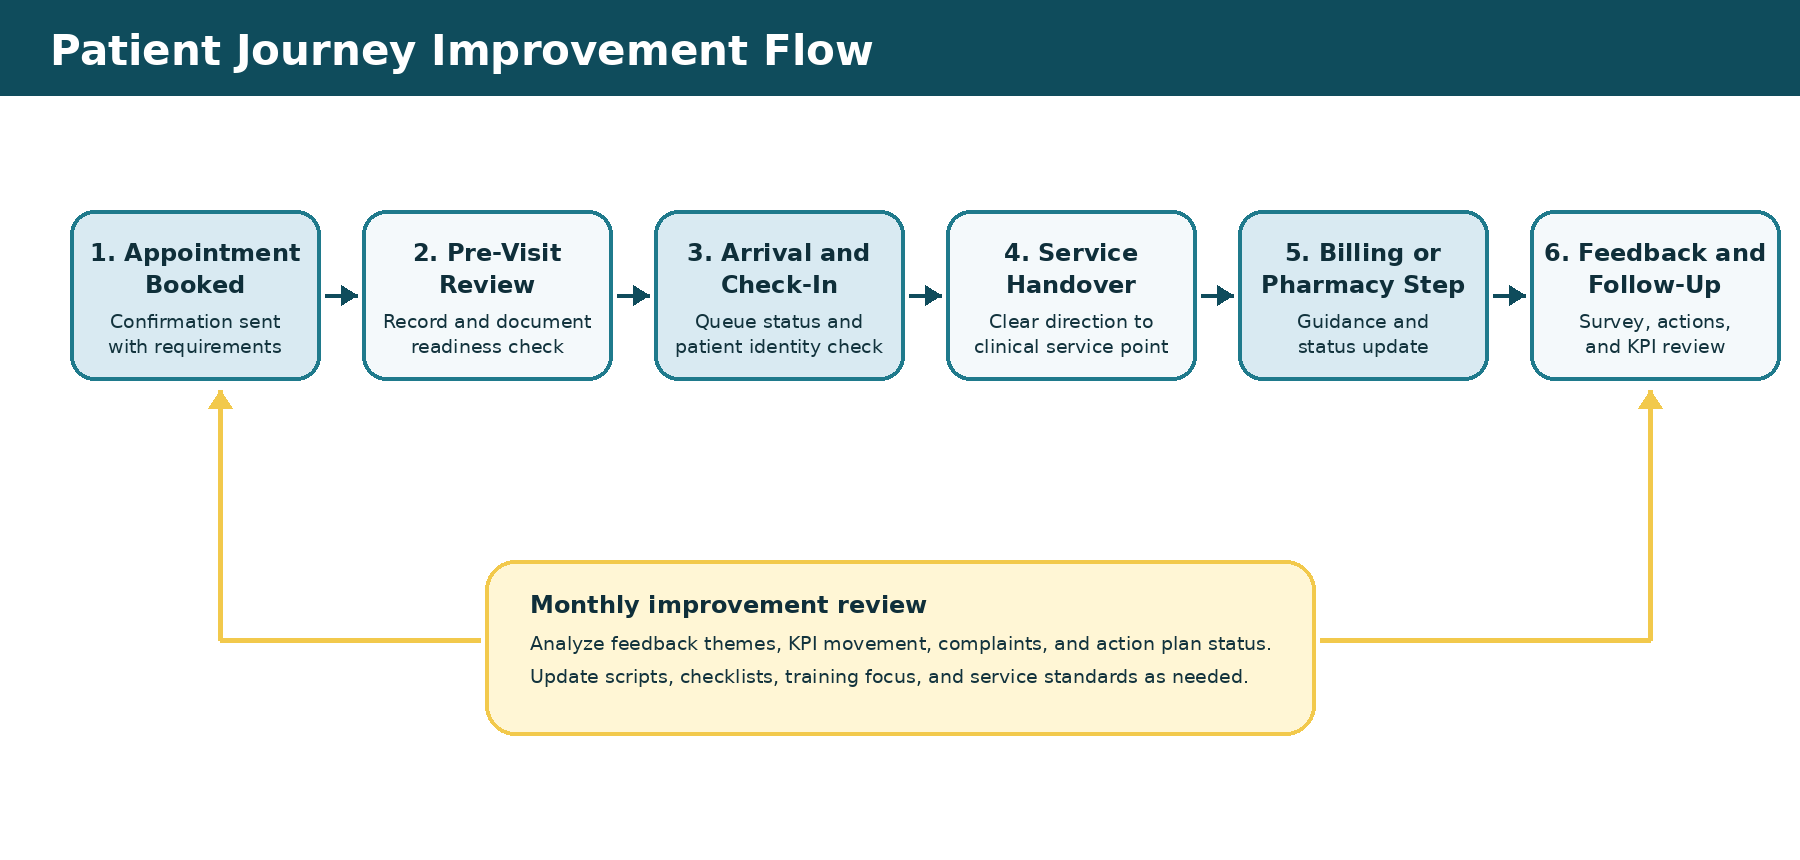 Patient Journey Improvement Flow
1. Appointment
Booked
Confirmation sent
with requirements
2. Pre-Visit
Review
Record and document
readiness check
3. Arrival and
Check-In
Queue status and
patient identity check
4. Service
Handover
Clear direction to
clinical service point
5. Billing or
Pharmacy Step
Guidance and
status update
6. Feedback and
Follow-Up
Survey, actions,
and KPI review
Monthly improvement review
Analyze feedback themes, KPI movement, complaints, and action plan status.
Update scripts, checklists, training focus, and service standards as needed.